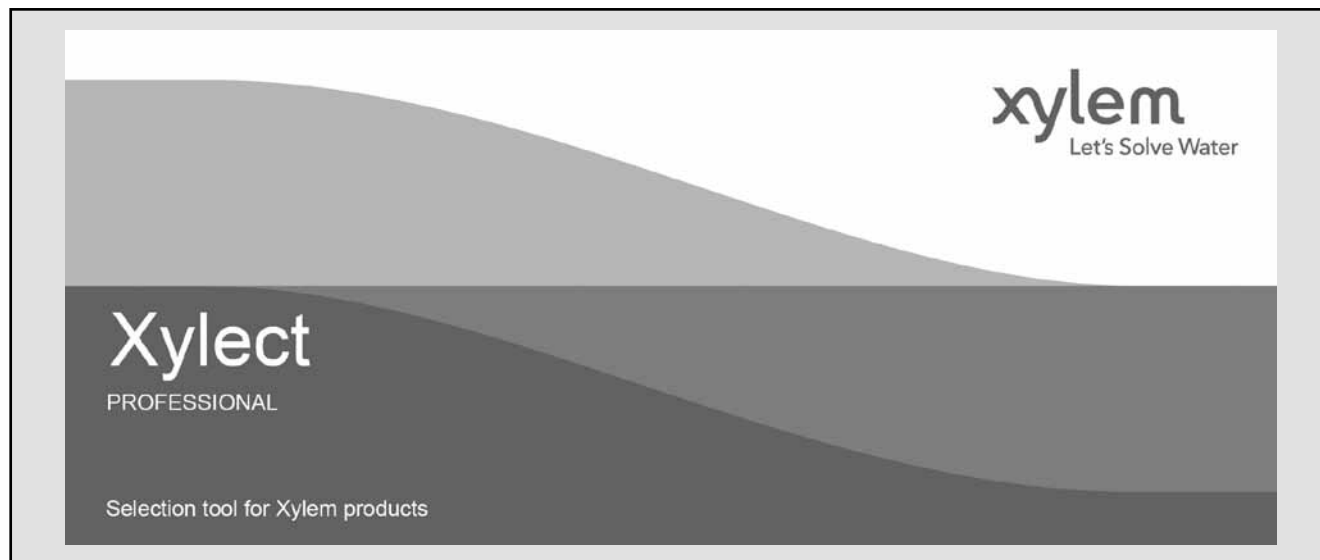 xylem
Let's Solve Water
Xylect
PROFESSIONAL
Selection tool for Xylem products